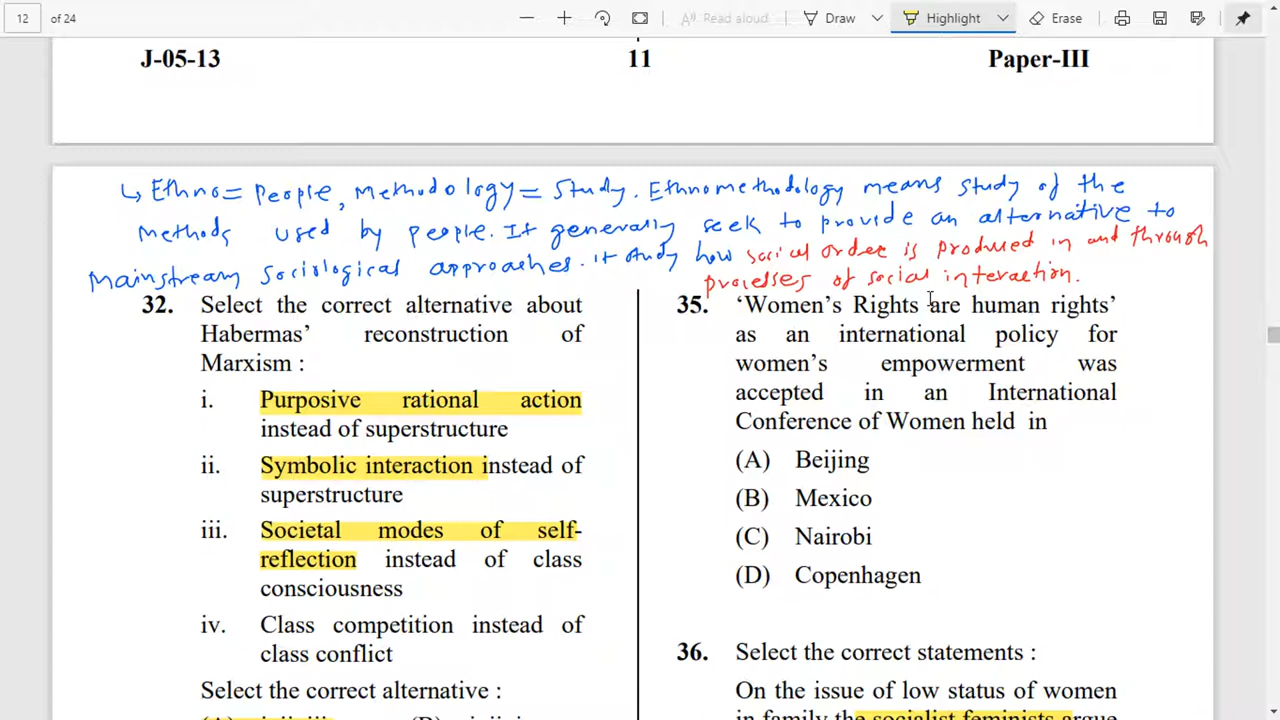 12 of 24
Read aloud
Draw
Highlight
Erase
J-05-13
11
Paper-III
↳ Ethno= People, Methodology= Study. Ethnomethodology means study of the
Methods used by people. It generally seek to provide an alternative to
Mainstream Sociological approaches. it study how social order is produced in and through
processes of social interaction.
32. Select the correct alternative about
Habermas’ reconstruction of
Marxism :
i. Purposive rational action
instead of superstructure
ii. Symbolic interaction instead of
superstructure
iii. Societal modes of self-
reflection instead of class
consciousness
iv. Class competition instead of
class conflict
Select the correct alternative :
35. ‘Women’s Rights are human rights’
as an international policy for
women’s empowerment was
accepted in an International
Conference of Women held in
(A) Beijing
(B) Mexico
(C) Nairobi
(D) Copenhagen
36. Select the correct statements :
On the issue of low status of women
in family the socialist feminists argue